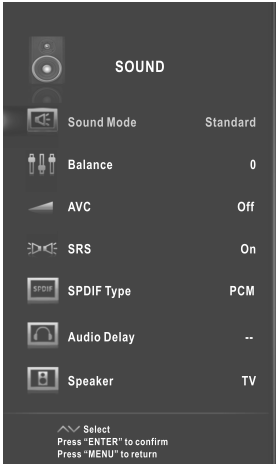 SOUND
Sound Mode Standard
Balance 0
AVC Off
SRS On
SPDIF SPDIF Type PCM
Audio Delay --
Speaker TV
Select
Press “ENTER” to confirm
Press “MENU” to return